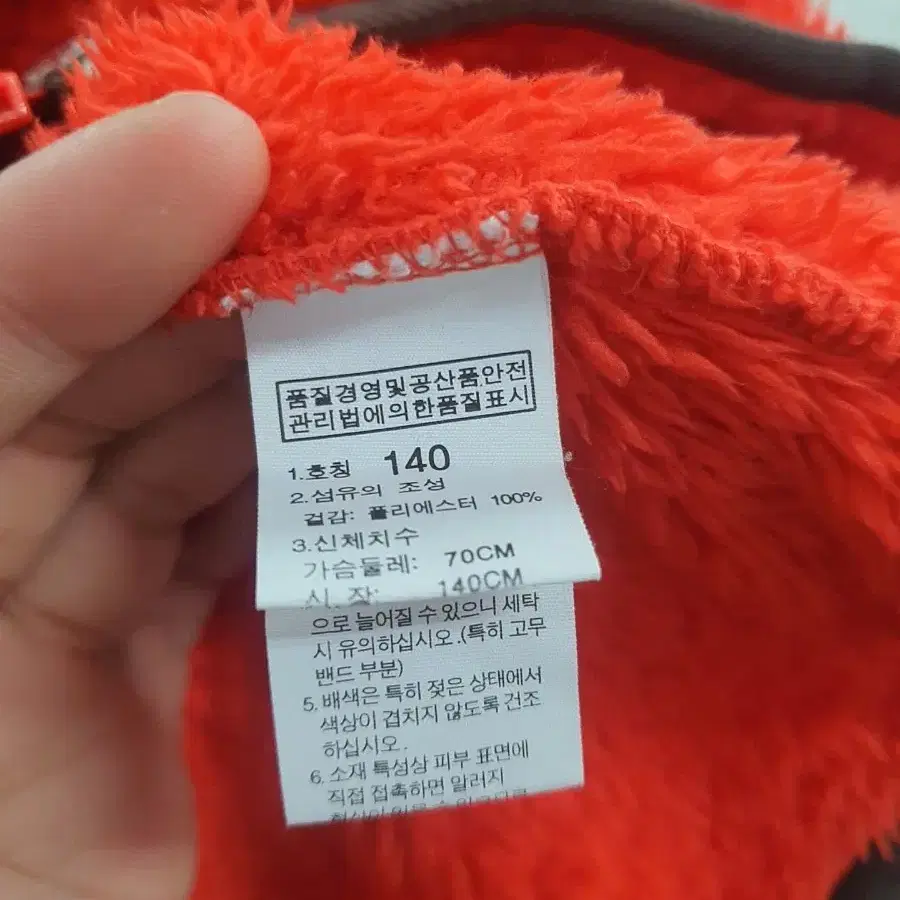 품질경영및공산품안전
관리법에의한품질표시
1.호칭 140
2.섬유의 조성
겉감: 폴리에스터 100%
3.신체치수
가슴둘레: 70CM
신 장: 140CM
으로 늘어질 수 있으니 세탁
시 유의하십시오.(특히 고무
밴드 부분)
5. 배색은 특히 젖은 상태에서
색상이 겹치지 않도록 건조
하십시오.
6. 소재 특성상 피부 표면에
직접 접촉하면 알러지